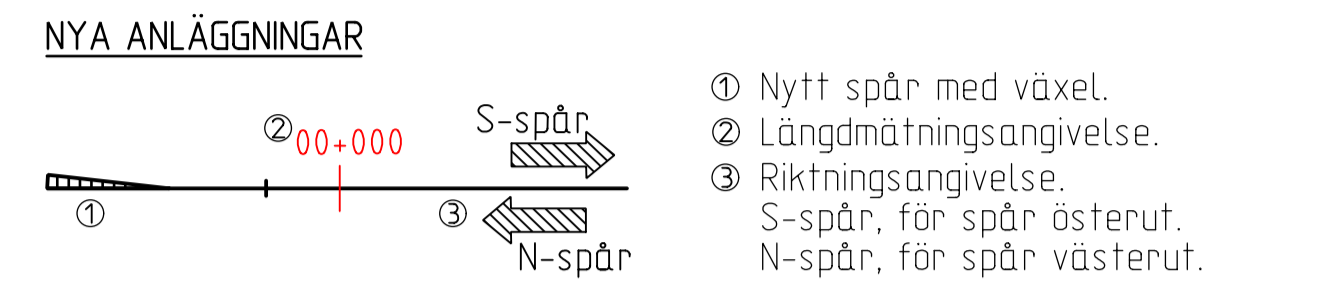 NYA ANLÄGGNINGAR
② 00+000
S-spår
①
③
N-spår
① Nytt spår med växel.
② Längdmätningsangivelse.
③ Riktningsangivelse.
S-spår, för spår österut.
N-spår, för spår västerut.